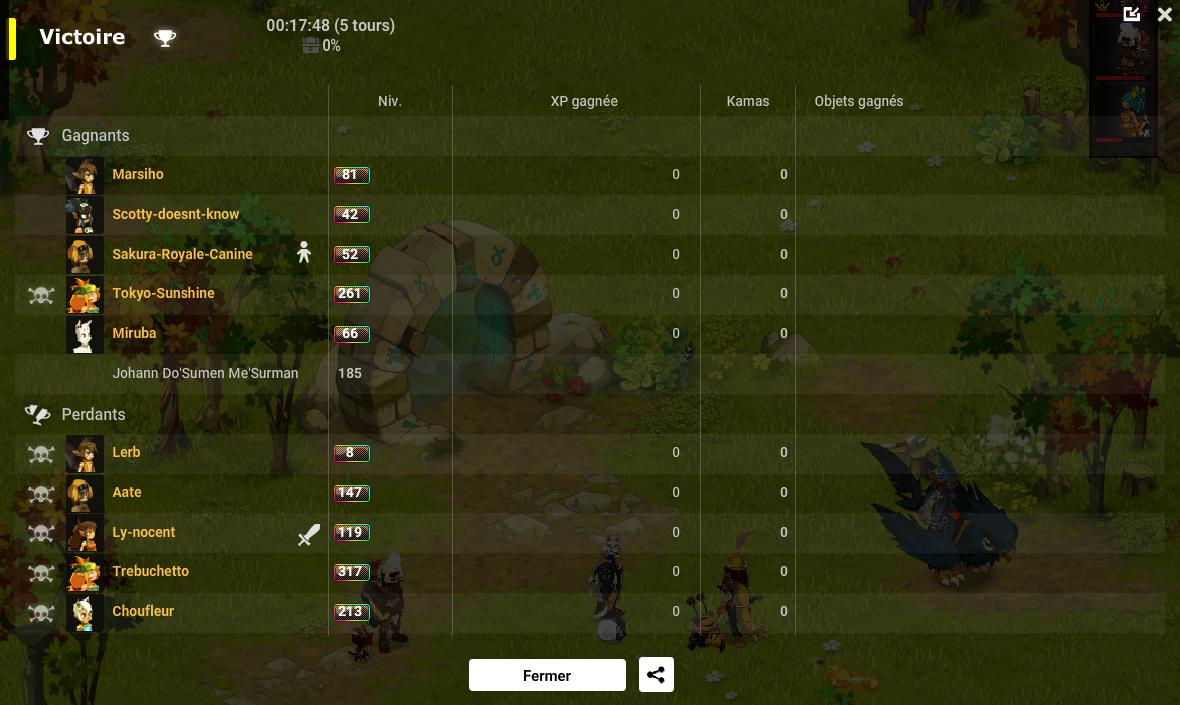 Victoire
00:17:48 (5 tours)
0%
Niv. XP gagnée Kamas Objets gagnés
Gagnants
Marsiho 81 0 0
Scotty-doesnt-know 42 0 0
Sakura-Royale-Canine 52 0 0
Tokyo-Sunshine 261 0 0
Miruba 66 0 0
Johann Do'Sumen Me'Surman 185
Perdants
Lerb 8 0 0
Aate 147 0 0
Ly-nocent 119 0 0
Trebuchetto 317 0 0
Choufleur 213 0 0
Fermer